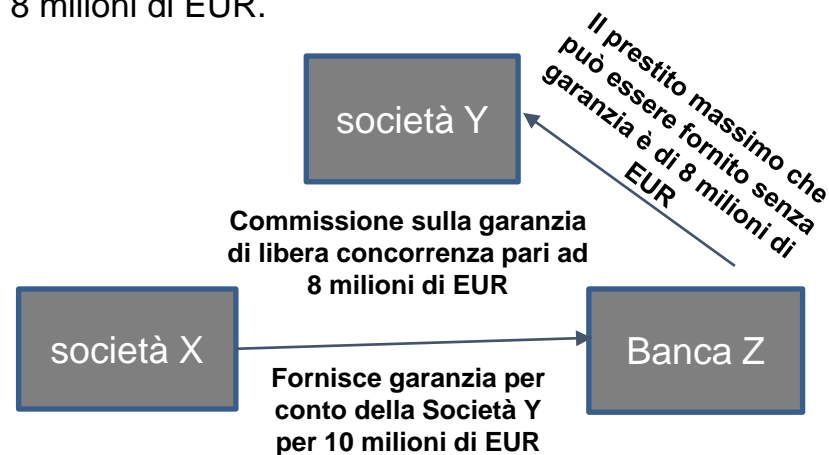 8 milioni di EUR.
Il prestito massimo che
può essere fornito senza
garanzia è di 8 milioni di
EUR
società Y
Commissione sulla garanzia
di libera concorrenza pari ad
8 milioni di EUR
società X
Banca Z
Fornisce garanzia per
conto della Società Y
per 10 milioni di EUR